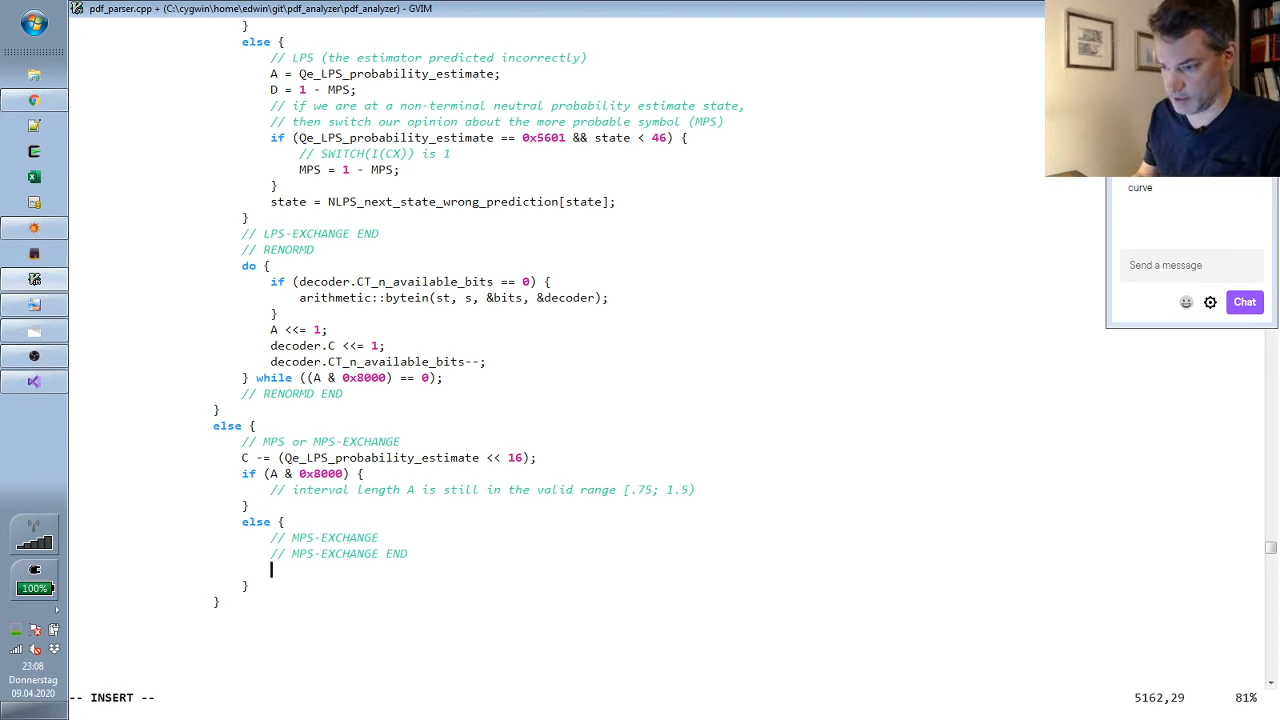 pdf_parser.cpp + (C:\cygwin\home\edwin\git\pdf_analyzer\pdf_analyzer) - GVIM
}
else {
// LPS (the estimator predicted incorrectly)
A = Qe_LPS_probability_estimate;
D = 1 - MPS;
// if we are at a non-terminal neutral probability estimate state,
// then switch our opinion about the more probable symbol (MPS)
if (Qe_LPS_probability_estimate == 0x5601 && state < 46) {
// SWITCH(I(CX)) is 1
MPS = 1 - MPS;
}
state = NLPS_next_state_wrong_prediction[state];
}
// LPS-EXCHANGE END
// RENORMD
do {
if (decoder.CT_n_available_bits == 0) {
arithmetic::bytein(st, s, &bits, &decoder);
}
A <<= 1;
decoder.C <<= 1;
decoder.CT_n_available_bits--;
} while ((A & 0x8000) == 0);
// RENORMD END
}
else {
// MPS or MPS-EXCHANGE
C -= (Qe_LPS_probability_estimate << 16);
if (A & 0x8000) {
// interval length A is still in the valid range [.75; 1.5)
}
else {
// MPS-EXCHANGE
// MPS-EXCHANGE END
}
}
-- INSERT --
5162,29
81%
curve
Send a message
Chat
100%
23:08
Donnerstag
09.04.2020